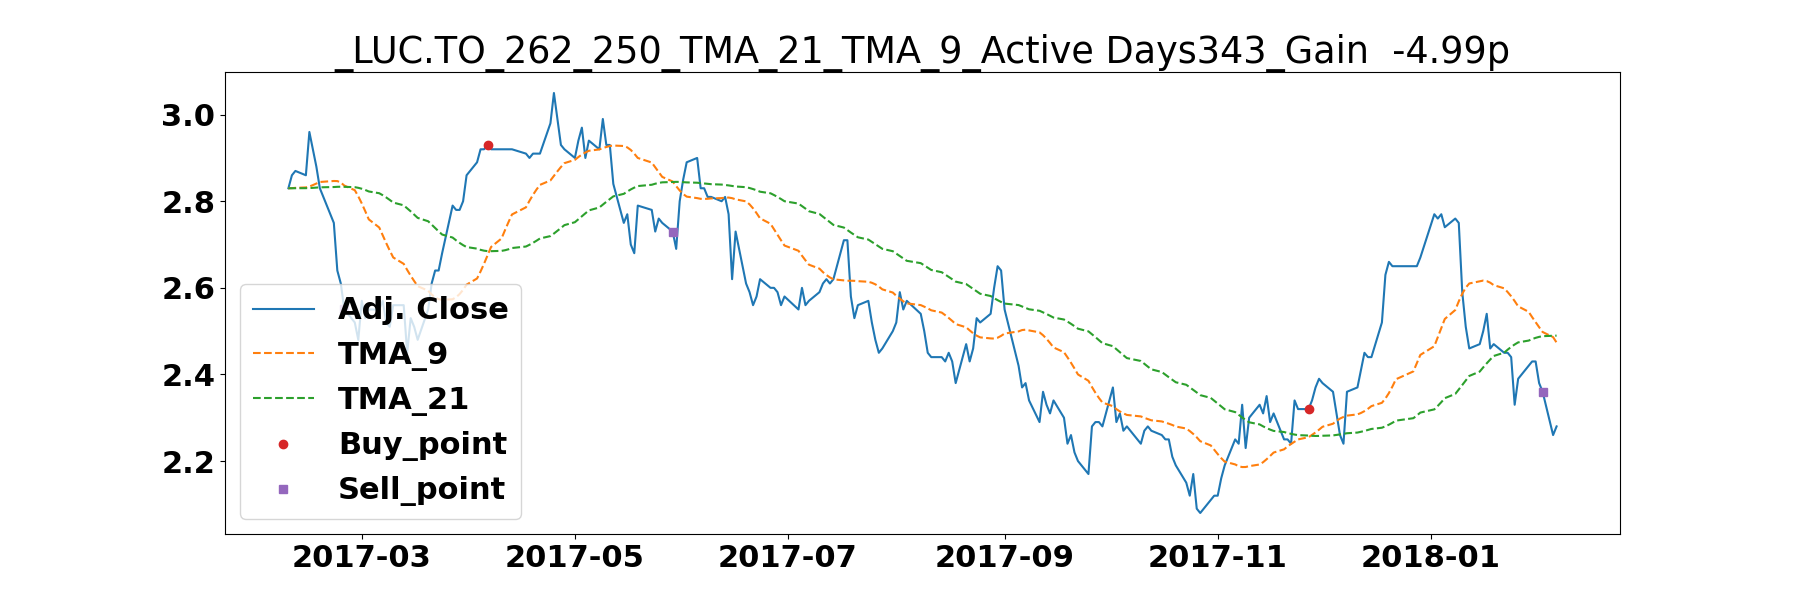 _LUC.TO_262_250_TMA_21_TMA_9_Active Days343_Gain  -4.99p
3.0
2.8
2.6
2.4
2.2
Adj. Close
TMA_9
TMA_21
Buy_point
Sell_point
2017-03
2017-05
2017-07
2017-09
2017-11
2018-01